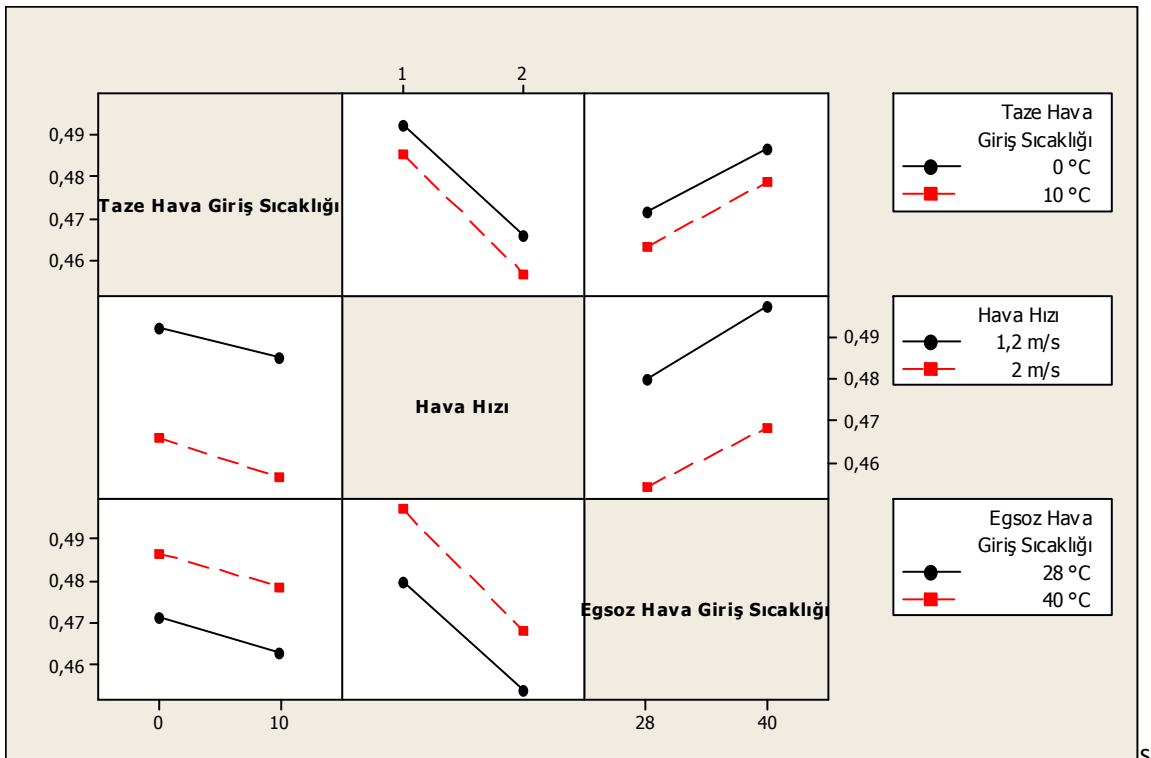 1 2
0,49
0,48
0,47
0,46
Taze Hava Giriş Sıcaklığı
Taze Hava
Giriş Sıcaklığı
0 °C
10 °C
Hava Hızı
0,49
0,48
0,47
0,46
Hava Hızı
1,2 m/s
2 m/s
0,49
0,48
0,47
0,46
Egsoz Hava Giriş Sıcaklığı
Egsoz Hava
Giriş Sıcaklığı
28 °C
40 °C
0 10 28 40
s